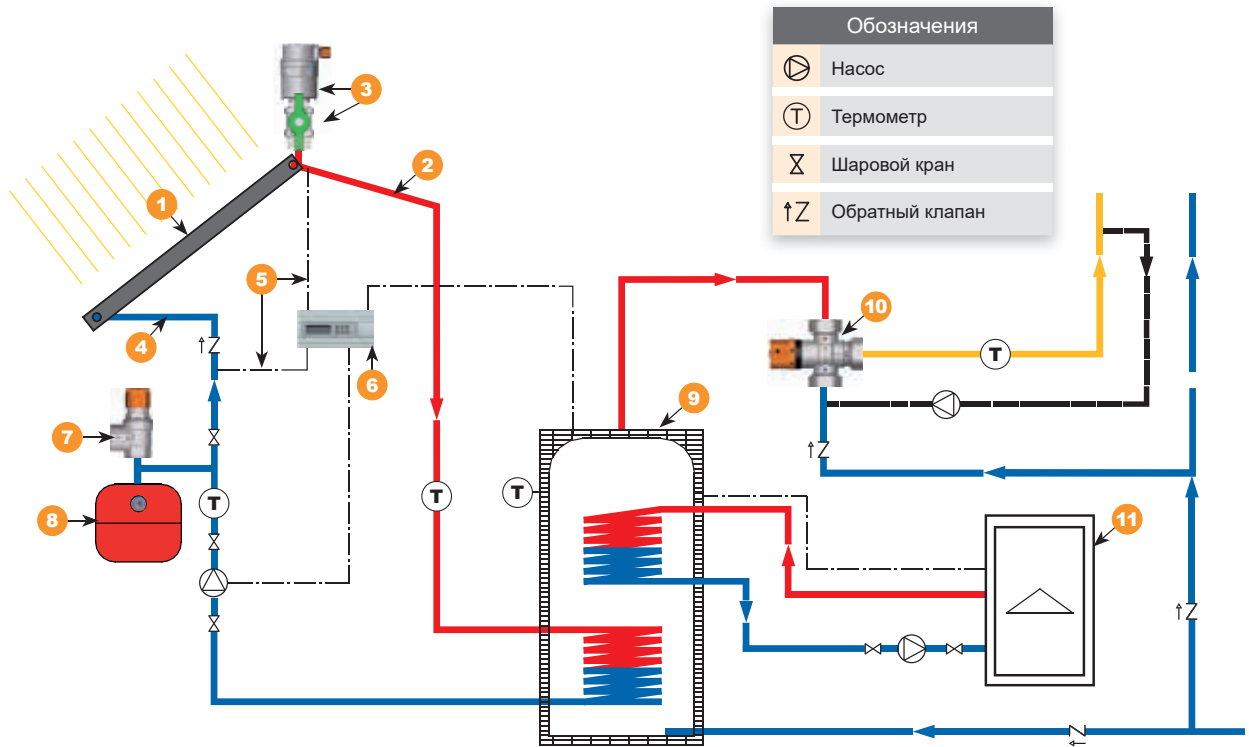 Обозначения
Насос
T Термометр
Шаровой кран
Обратный клапан
3
2
1
5
10
T
4
6
9
7
T
T
T
8
11